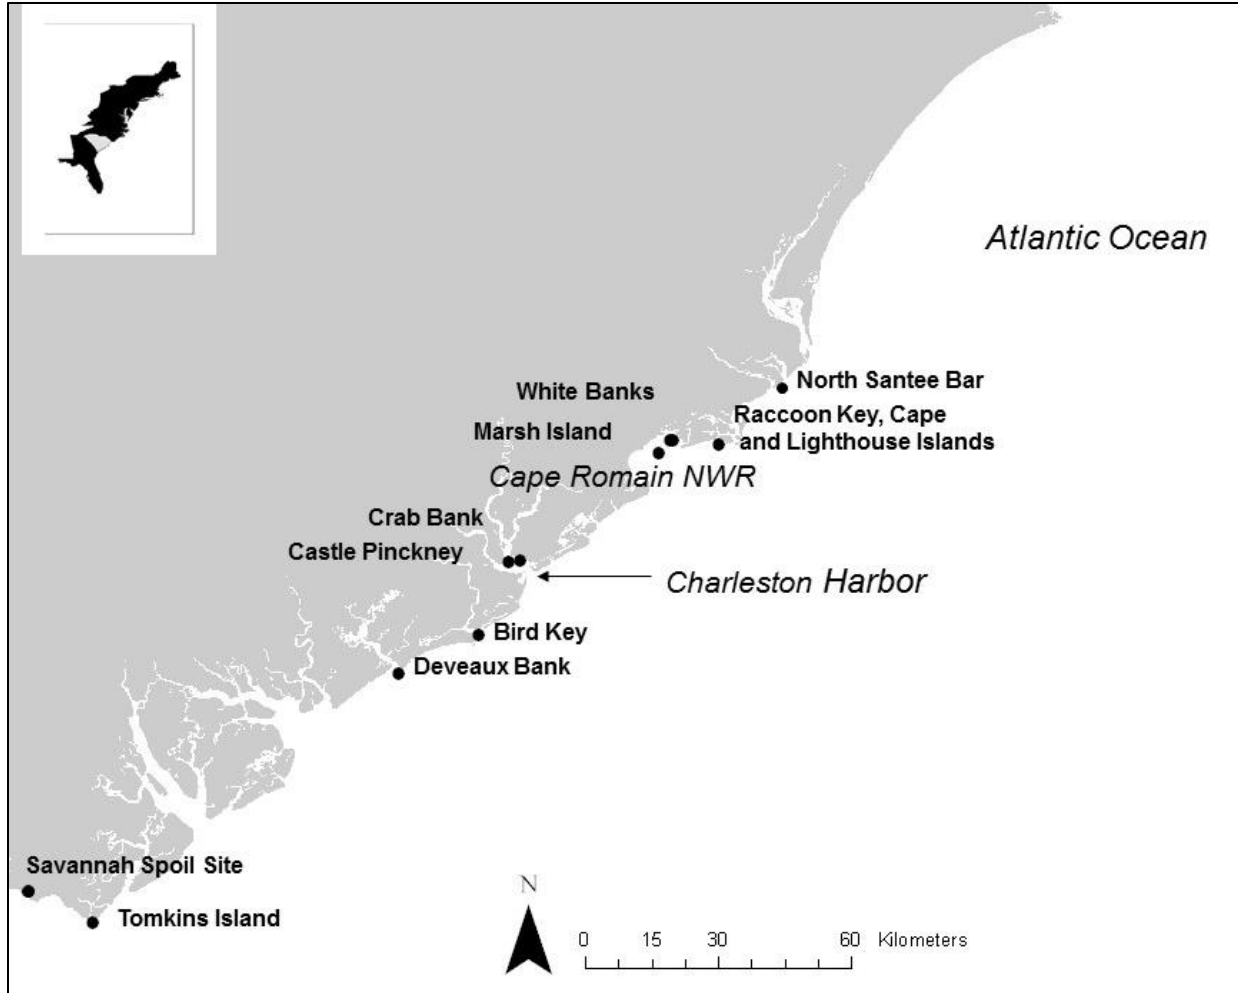 Atlantic Ocean
North Santee Bar
White Banks
Raccoon Key, Cape
and Lighthouse Islands
Marsh Island
Cape Romain NWR
Crab Bank
Castle Pinckney
Charleston Harbor
Bird Key
Deveaux Bank
Savannah Spoil Site
Tomkins Island
N
0 15 30 60 Kilometers